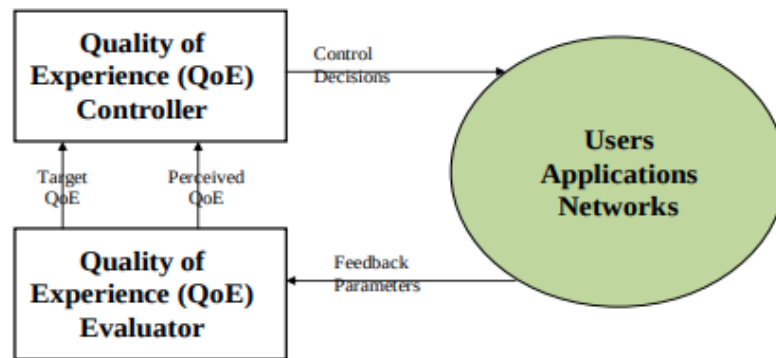 Quality of
Experience (QoE)
Controller
Control
Decisions
Users
Applications
Networks
Target
QoE
Perceived
QoE
Quality of
Experience (QoE)
Evaluator
Feedback
Parameters